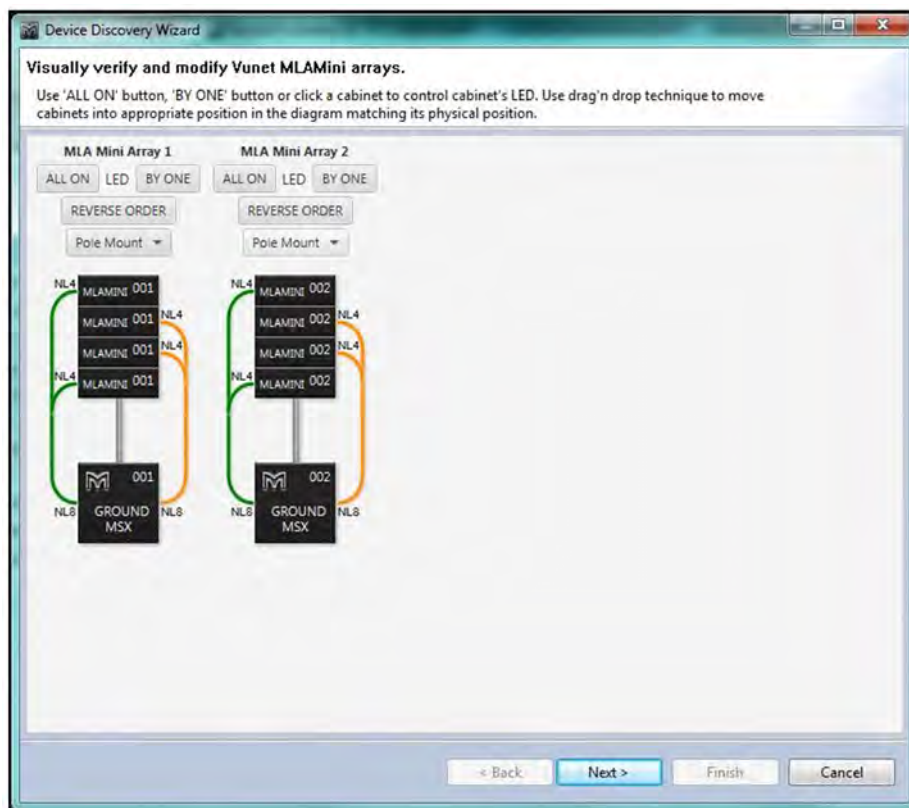 Device Discovery Wizard
Visually verify and modify Vunet MLAMini arrays.
Use 'ALL ON' button, 'BY ONE' button or click a cabinet to control cabinet's LED. Use drag'n drop technique to move
cabinets into appropriate position in the diagram matching its physical position.
MLA Mini Array 1 MLA Mini Array 2
ALL ON LED BY ONE ALL ON LED BY ONE
REVERSE ORDER REVERSE ORDER
Pole Mount Pole Mount
NL4 MLAMINI 001 NL4 MLAMINI 002
MLAMINI 001 NL4 MLAMINI 002 NL4
MLAMINI 001 NL4 MLAMINI 002 NL4
NL4 MLAMINI 001 NL4 MLAMINI 002
001 002
NL8 GROUND NL8 NL8 GROUND NL8
MSX MSX
< Back Next > Finish Cancel